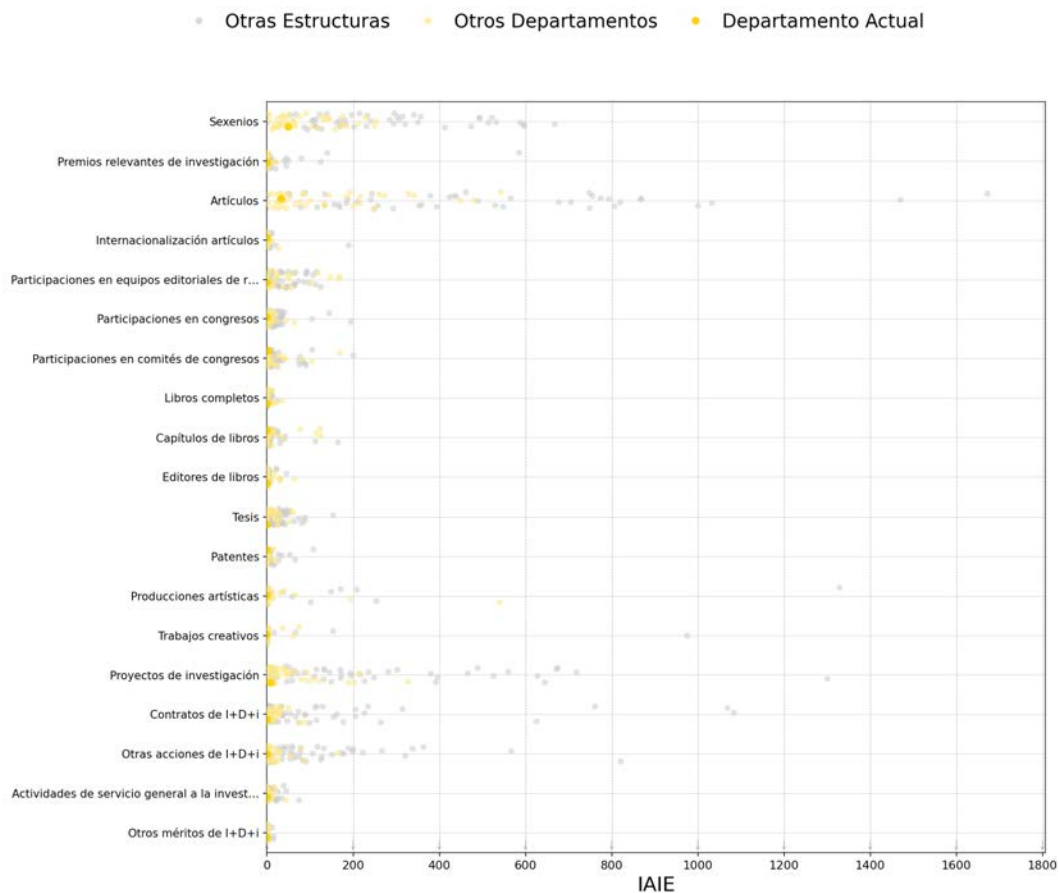 Otras Estructuras Otros Departamentos Departamento Actual
Sexenios
Premios relevantes de investigación
Artículos
Internacionalización artículos
Participaciones en equipos editoriales de r...
Participaciones en congresos
Participaciones en comités de congresos
Libros completos
Capítulos de libros
Editores de libros
Tesis
Patentes
Producciones artísticas
Trabajos creativos
Proyectos de investigación
Contratos de I+D+i
Otras acciones de I+D+i
Actividades de servicio general a la invest...
Otros méritos de I+D+i
0 200 400 600 800 1000 1200 1400 1600 1800
IAIE